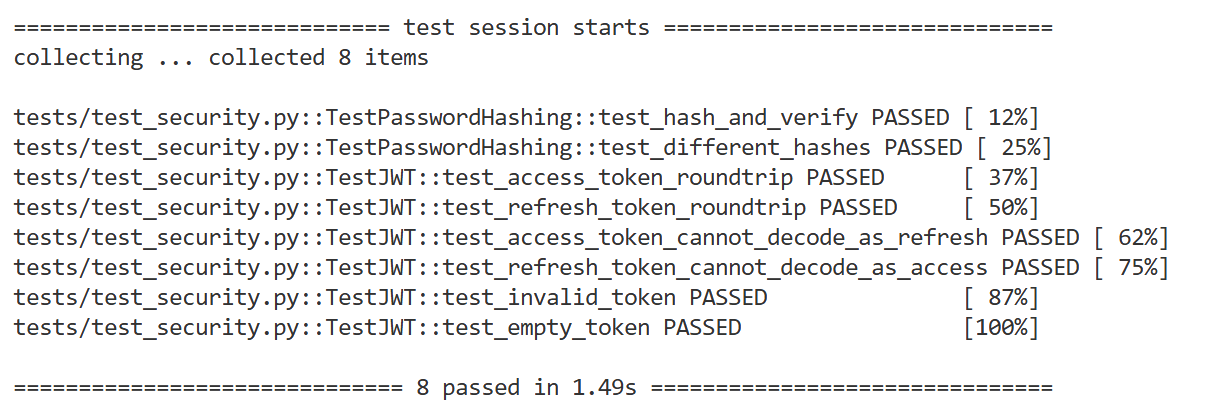 ============================= test session starts ==============================
collecting ... collected 8 items
tests/test_security.py::TestPasswordHashing::test_hash_and_verify PASSED [ 12%]
tests/test_security.py::TestPasswordHashing::test_different_hashes PASSED [ 25%]
tests/test_security.py::TestJWT::test_access_token_roundtrip PASSED      [ 37%]
tests/test_security.py::TestJWT::test_refresh_token_roundtrip PASSED     [ 50%]
tests/test_security.py::TestJWT::test_access_token_cannot_decode_as_refresh PASSED [ 62%]
tests/test_security.py::TestJWT::test_refresh_token_cannot_decode_as_access PASSED [ 75%]
tests/test_security.py::TestJWT::test_invalid_token PASSED               [ 87%]
tests/test_security.py::TestJWT::test_empty_token PASSED                 [100%]
============================== 8 passed in 1.49s ===============================